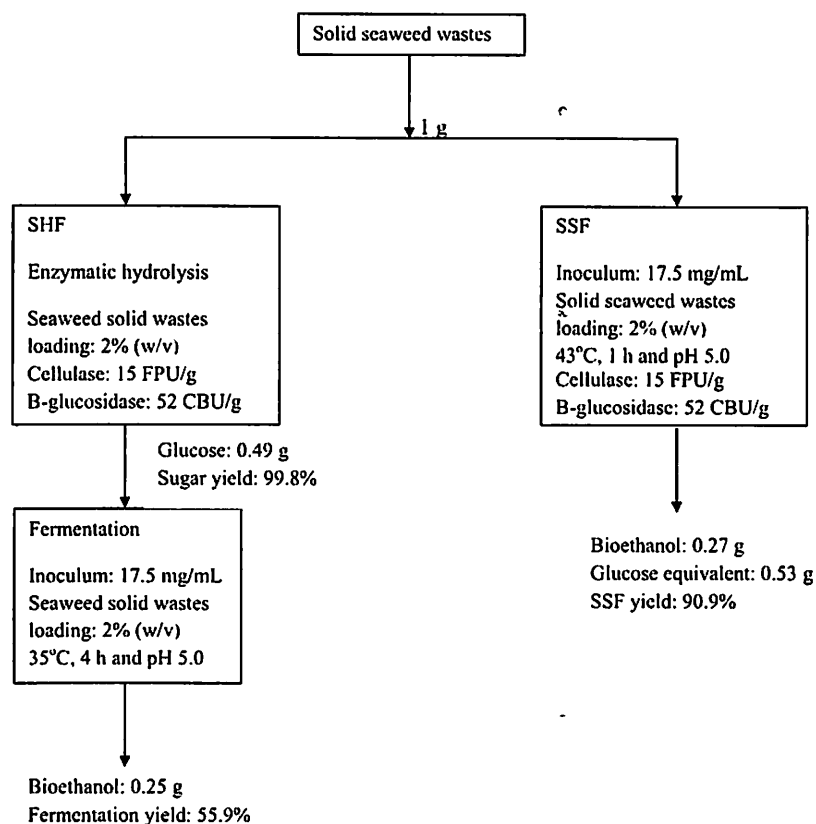 Solid seaweed wastes
1 g
SHF
Enzymatic hydrolysis
Seaweed solid wastes
loading: 2% (w/v)
Cellulase: 15 FPU/g
B-glucosidase: 52 CBU/g
Glucose: 0.49 g
Sugar yield: 99.8%
Fermentation
Inoculum: 17.5 mg/mL
Seaweed solid wastes
loading: 2% (w/v)
35°C, 4 h and pH 5.0
Bioethanol: 0.25 g
Fermentation yield: 55.9%
SSF
Inoculum: 17.5 mg/mL
Solid seaweed wastes
loading: 2% (w/v)
43°C, 1 h and pH 5.0
Cellulase: 15 FPU/g
B-glucosidase: 52 CBU/g
Bioethanol: 0.27 g
Glucose equivalent: 0.53 g
SSF yield: 90.9%